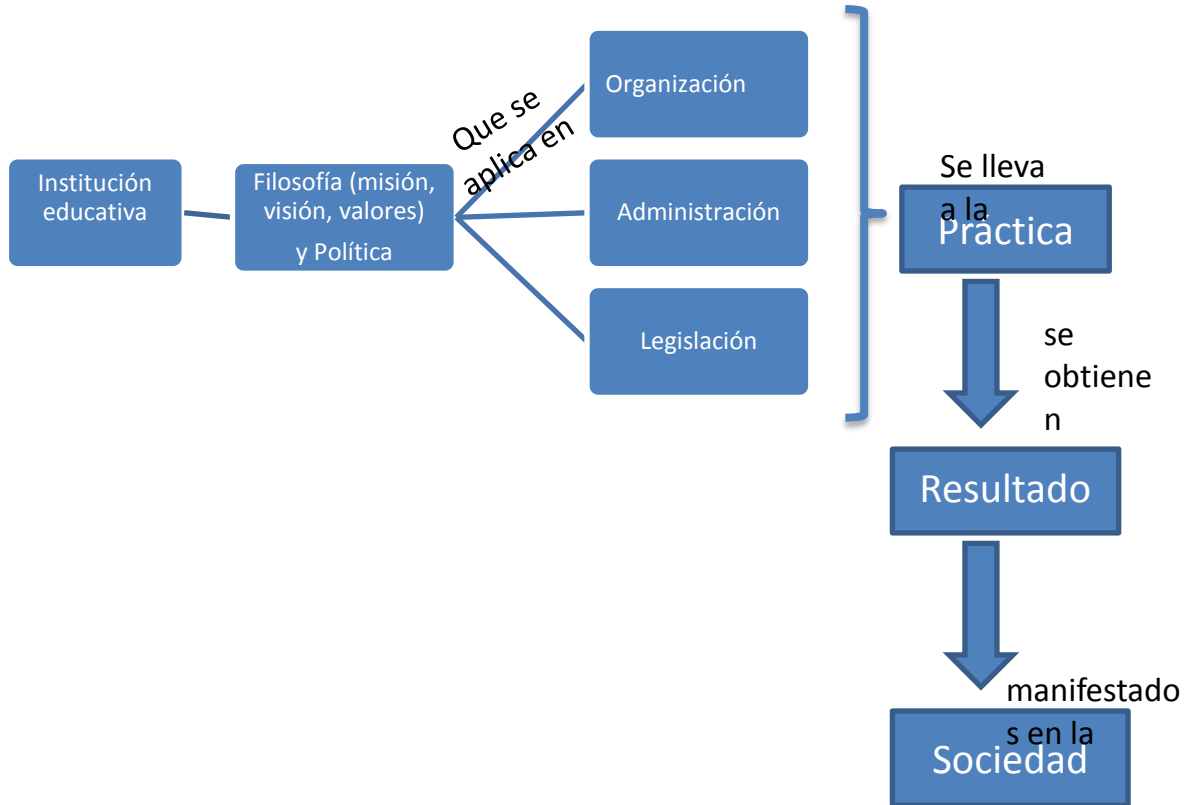 Institución
educativa
Filosofía (misión,
visión, valores)
y Política
Que se
aplica en
Organización
Administración
Legislación
Se lleva
a la
Práctica
se
obtiene
n
Resultado
manifestado
s en la
Sociedad